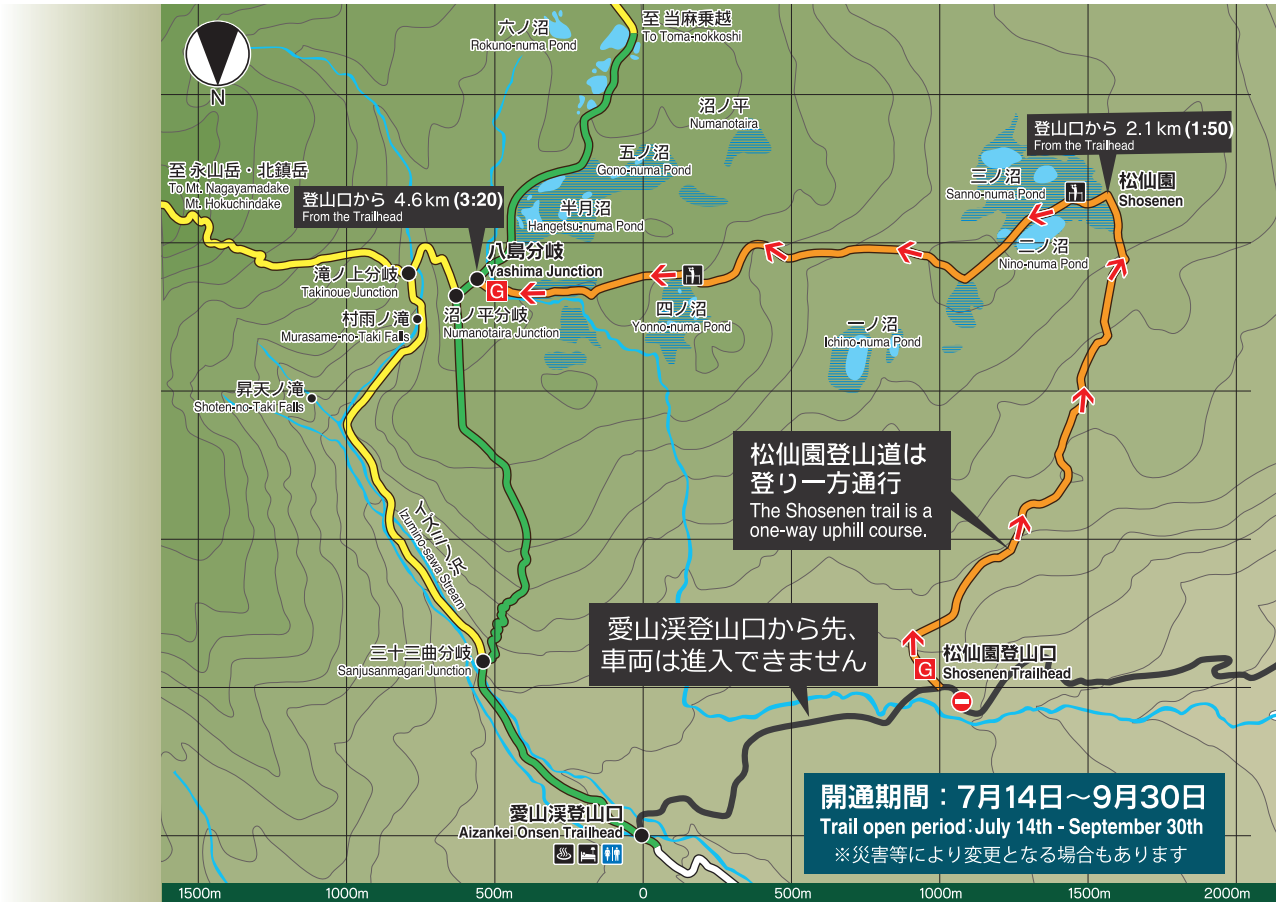 N
六ノ沼
Rokuno-numa Pond
至 当麻乗越
To Toma-nokkoshi
沼ノ平
Numanotaira
登山口から 2.1km (1:50)
From the Trailhead
三ノ沼
Sanno-numa Pond
松仙園
Shosenen
五ノ沼
Gono-numa Pond
至 永山岳・北鎮岳
To Mt. Nagayamadake
Mt. Hokuchindake
登山口から 4.6km (3:20)
From the Trailhead
半月沼
Hangetsu-numa Pond
二ノ沼
Nino-numa Pond
八島分岐
Yashima Junction
G
滝ノ上分岐
Takinoue Junction
沼ノ平分岐
Numanotaira Junction
四ノ沼
Yonno-numa Pond
村雨ノ滝
Murasame-no-Taki Falls
一ノ沼
Ichino-numa Pond
昇天ノ滝
Shoten-no-Taki Falls
松仙園登山道は
登り一方通行
The Shosenen trail is a
one-way uphill course.
イズミノ沢
Izumino-sawa Stream
愛山渓登山口から先、
車両は進入できません
三十三曲分岐
Sanjusanmagari Junction
G
松仙園登山口
Shosenen Trailhead
愛山渓登山口
Aizankei Onsen Trailhead
開通期間：7月14日～9月30日
Trail open period: July 14th - September 30th
※災害等により変更となる場合もあります
1500m 1000m 500m 0 500m 1000m 1500m 2000m